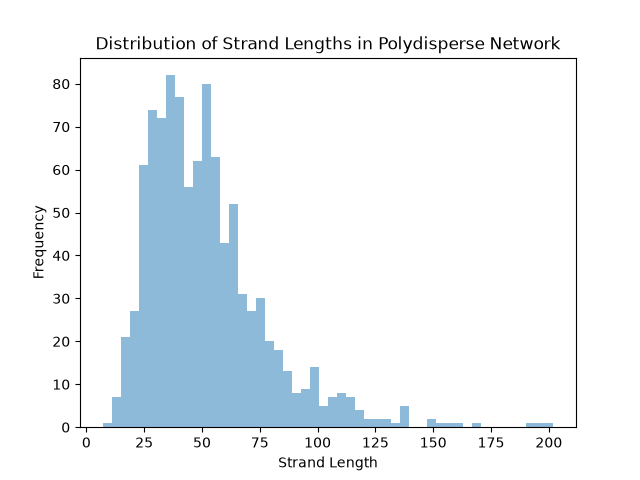 Distribution of Strand Lengths in Polydisperse Network
80
70
60
50
40
30
20
10
0
Frequency
0 25 50 75 100 125 150 175 200
Strand Length